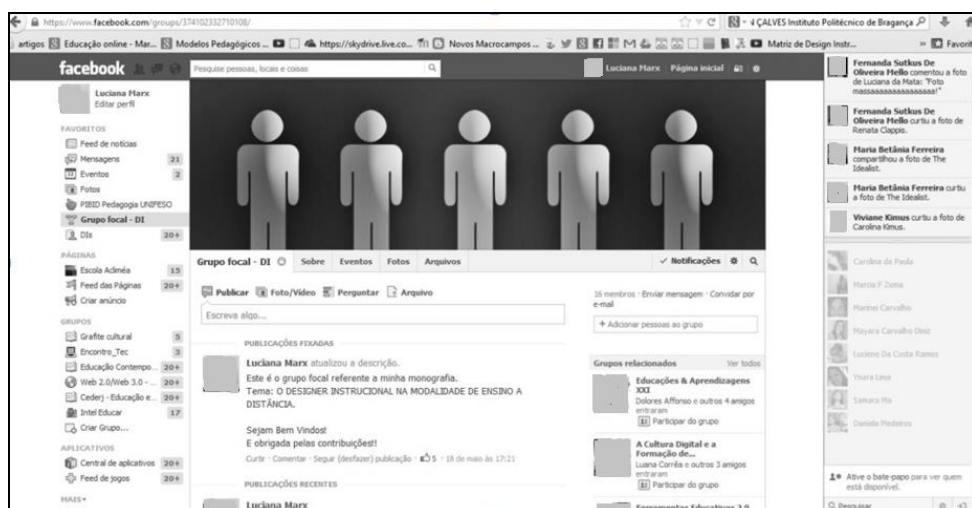 https://www.facebook.com/groups/374102332710108/
ÇALVES Instituto Politécnico de Bragança
artigos
Educação online - Mar...
Modelos Pedagógicos ...
https://skydrive.live.co...
Novos Macrocampos ...
Matriz de Design Instr...
Favorit
facebook
Pesquise pessoas, locais e coisas
Luciana Marx
Página inicial
Luciana Marx
Editar perfil
FAVORITOS
Feed de notícias
Mensagens 21
Eventos 2
Fotos
PIBID Pedagogia UNIFESO
Grupo focal - DI
DIs 20+
PÁGINAS
Escola Adméa 15
Feed das Páginas 20+
Criar anúncio
GRUPOS
Grafite cultural 5
Encontro_Tec 3
Educação Contempo... 20+
Web 2.0/Web 3.0 - ... 20+
Cederj - Educação e... 20+
Intel Educar 17
Criar Grupo...
APLICATIVOS
Central de aplicativos 20+
Feed de jogos 20+
MAIS
Grupo focal - DI
Sobre
Eventos
Fotos
Arquivos
Notificações
Publicar
Foto/Vídeo
Perguntar
Arquivo
Escreva algo...
PUBLICAÇÕES FIXADAS
Luciana Marx atualizou a descrição.
Este é o grupo focal referente a minha monografia.
Tema: O DESIGNER INSTRUCIONAL NA MODALIDADE DE ENSINO A
DISTÂNCIA.
Sejam Bem Vindos!
E obrigada pelas contribuições!!
Curtir · Comentar · Seguir (desfazer) publicação · 5 · 18 de maio às 17:21
PUBLICAÇÕES RECENTES
Luciana Marx
16 membros · Enviar mensagem · Convidar por
e-mail
+ Adicionar pessoas ao grupo
Grupos relacionados
Ver todos
Educações & Aprendizagens
XXI
Dolores Affonso e outros 4 amigos
entraram
Participar do grupo
A Cultura Digital e a
Formação de...
Luana Corrêa e outros 3 amigos
entraram
Participar do grupo
Ferramentas Educativas 2.0
Fernanda Sutkus De
Oliveira Mello comentou a foto
de Luciana da Mata: "Foto
massaaaaaaaaaaaaaaa!"
Fernanda Sutkus De
Oliveira Mello curtiu a foto de
Renata Clappis.
Maria Betânia Ferreira
compartilhou a foto de The
Idealist.
Maria Betânia Ferreira curtiu
a foto de The Idealist.
Viviane Kimus curtiu a foto de
Carolina Kimus.
Carolina de Paula
Marcia F Zioma
Marinei Carvalho
Mayara Carvalho Diniz
Luciene Da Costa Ramos
Ynara Losa
Samara Ma
Daniele Medeiros
Ative o bate-papo para ver quem
está disponível.
Pesquisar